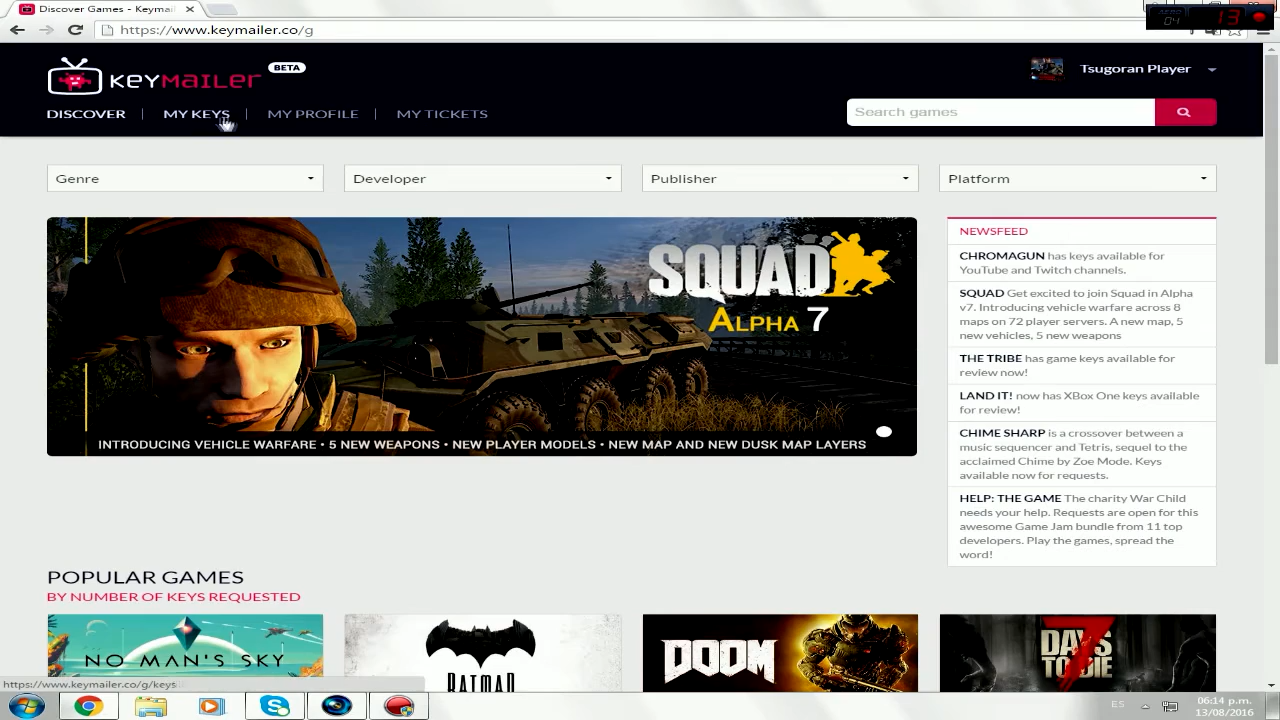 Discover Games - Keymai
https://www.keymailer.co/g
04
13
KEYMAILER
BETA
Tsugoran Player
DISCOVER
MY KEYS
MY PROFILE
MY TICKETS
Search games
Genre
Developer
Publisher
Platform
SQUAD
ALPHA 7
INTRODUCING VEHICLE WARFARE • 5 NEW WEAPONS • NEW PLAYER MODELS • NEW MAP AND NEW DUSK MAP LAYERS
NEWSFEED
CHROMAGUN has keys available for
YouTube and Twitch channels.
SQUAD Get excited to join Squad in Alpha
v7. Introducing vehicle warfare across 8
maps on 72 player servers. A new map, 5
new weapons
THE TRIBE has game keys available for
review now!
LAND IT! now has XBox One keys available
for review!
CHIME SHARP is a crossover between a
music sequencer and Tetris, sequel to the
acclaimed Chime by Zoe Mode. Keys
available now for requests.
HELP: THE GAME The charity War Child
needs your help. Requests are open for this
awesome Game Jam bundle from 11 top
developers. Play the games, spread the
word!
POPULAR GAMES
BY NUMBER OF KEYS REQUESTED
NO MAN'S SKY
BATMAN
DOOM
7 DAYS
TO DIE
https://www.keymailer.co/g/keys
ES
06:14 p.m.
13/08/2016